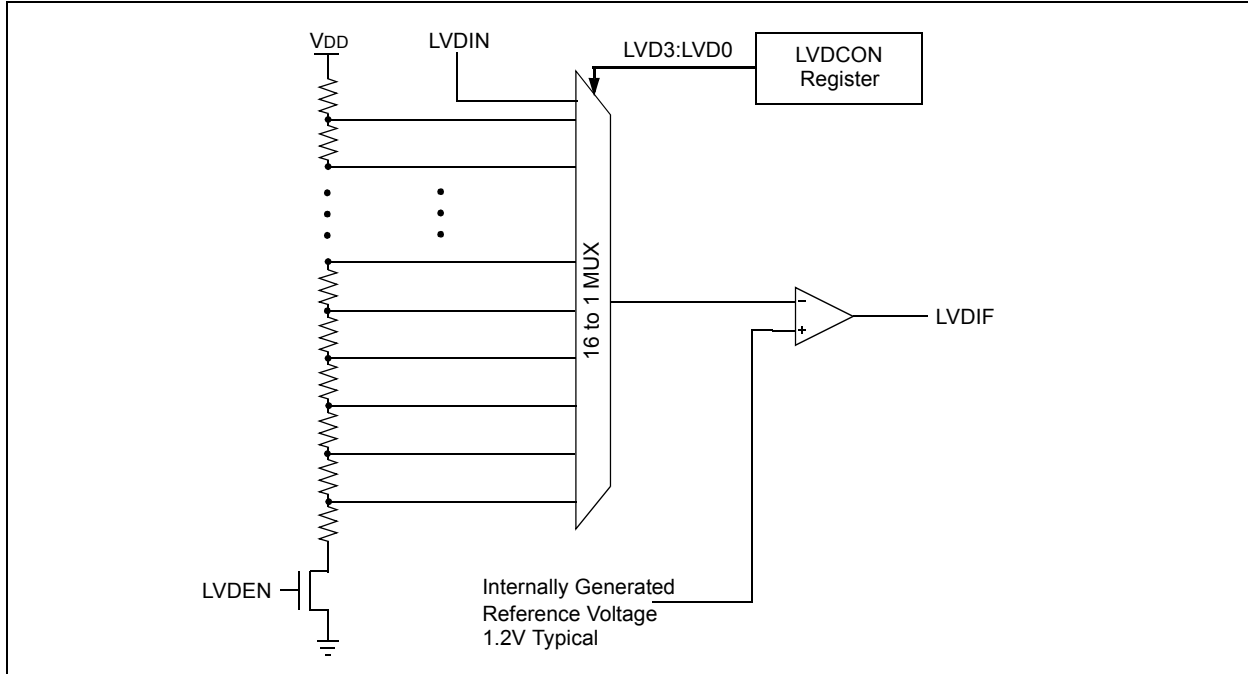 VDD
LVDIN
LVD3:LVD0
LVDCON
Register
16 to 1 MUX
–
+
LVDIF
LVDEN
Internally Generated
Reference Voltage
1.2V Typical